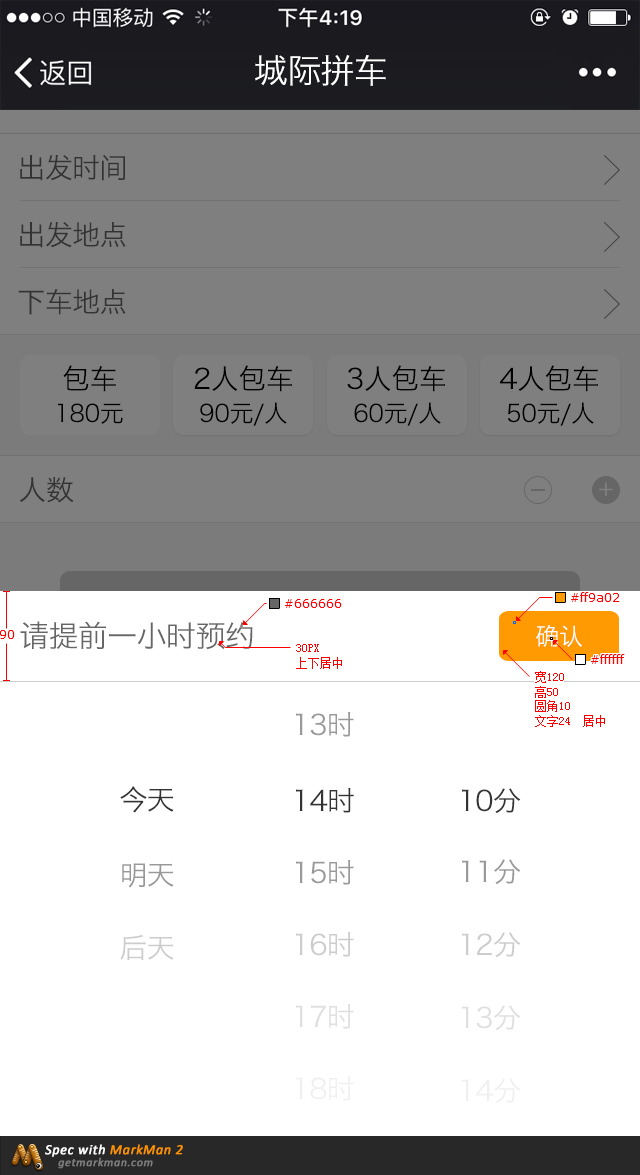 中国移动 下午4:19
返回 城际拼车
出发时间
出发地点
下车地点
包车 2人包车 3人包车 4人包车
180元 90元/人 60元/人 50元/人
人数
#666666 #ff9a02
90 请提前一小时预约 确认
30PX
上下居中
#ffffff
宽120
高50
圆角10
文字24 居中
13时
今天 14时 10分
明天 15时 11分
后天 16时 12分
17时 13分
18时 14分
Spec with MarkMan 2
getmarkman.com